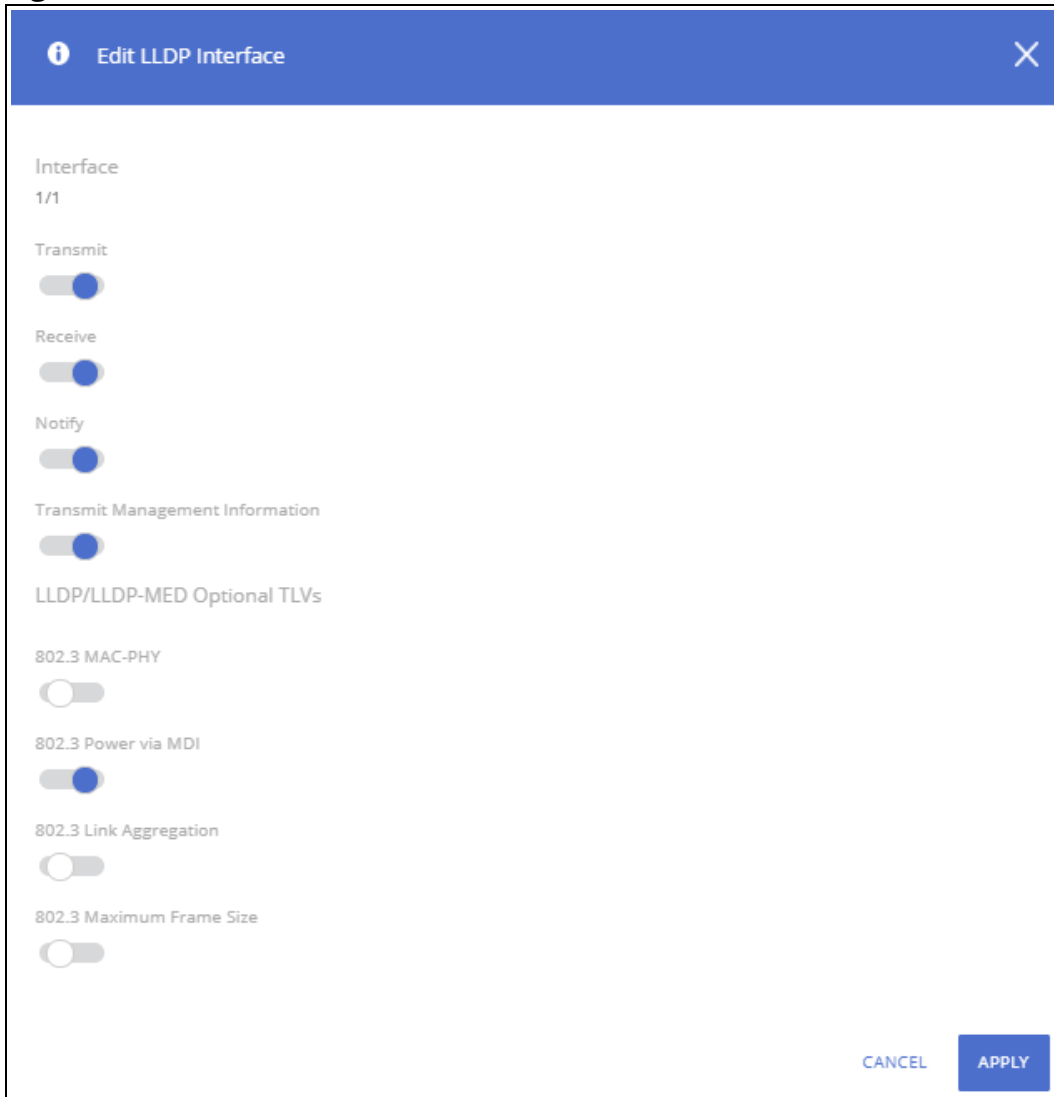 Edit LLDP Interface
Interface
1/1
Transmit
Receive
Notify
Transmit Management Information
LLDP/LLDP-MED Optional TLVs
802.3 MAC-PHY
802.3 Power via MDI
802.3 Link Aggregation
802.3 Maximum Frame Size
CANCEL APPLY